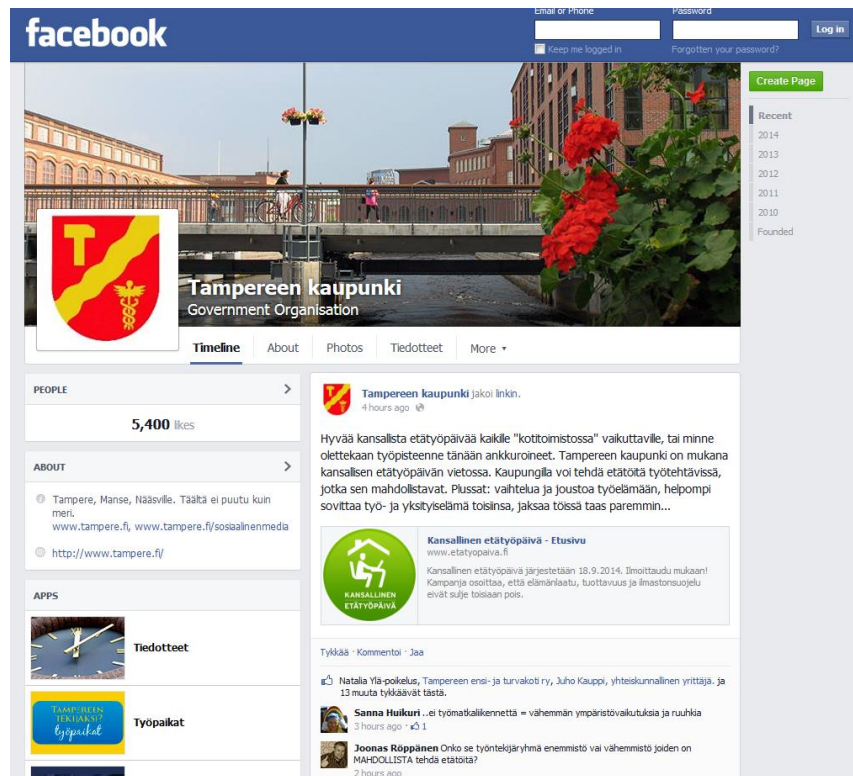 facebook
Email or Phone
Password
Log in
Keep me logged in
Forgotten your password?
Create Page
Recent
2014
2013
2012
2011
2010
Founded
Tampereen kaupunki
Government Organisation
Timeline
About
Photos
Tiedotteet
More
PEOPLE
5,400 likes
ABOUT
Tampere, Manse, Nääsville. Täältä ei puutu kuin
meri.
www.tampere.fi, www.tampere.fi/sosiaalinenmedia
http://www.tampere.fi/
APPS
Tiedotteet
TAMPEREEN
TEKIJÄKSI?
työpaikat
Työpaikat
Tampereen kaupunki jakoi linkin.
4 hours ago
Hyvää kansallista etätyöpäivää kaikille "kotitoimistossa" vaikuttaville, tai minne
olettekaan työpisteenne tänään ankkuroineet. Tampereen kaupunki on mukana
kansallisen etätyöpäivän vietossa. Kaupungilla voi tehdä etätöitä työtehtävissä,
jotka sen mahdollistavat. Plussat: vaihtelua ja joustoa työelämään, helpompi
sovittaa työ- ja yksityiselämä toisiinsa, jaksaa töissä taas paremmin...
KANSALLINEN
ETÄTYÖPÄIVÄ
Kansallinen etätyöpäivä - Etusivu
www.etatyopaiva.fi
Kansallinen etätyöpäivä järjestetään 18.9.2014. Ilmoittaudu mukaan!
Kampanja osoittaa, että elämänlaatu, tuottavuus ja ilmastonsuojelu
eivät sulje toisiaan pois.
Tykkää · Kommentoi · Jaa
Natalia Ylä-poikelus, Tampereen ensi- ja turvakoti ry, Juho Kauppi, yhteiskunnallinen yrittäjä. ja
13 muuta tykkäävät tästä.
Sanna Huikuri ..ei työmatkaliikennettä = vähemmän ympäristövaikutuksia ja ruuhkia
3 hours ago · 1
Joonas Röppänen Onko se työntekijäryhmä enemmistö vai vähemmistö joiden on
MAHDOLLISTA tehdä etätöitä?
2 hours ago